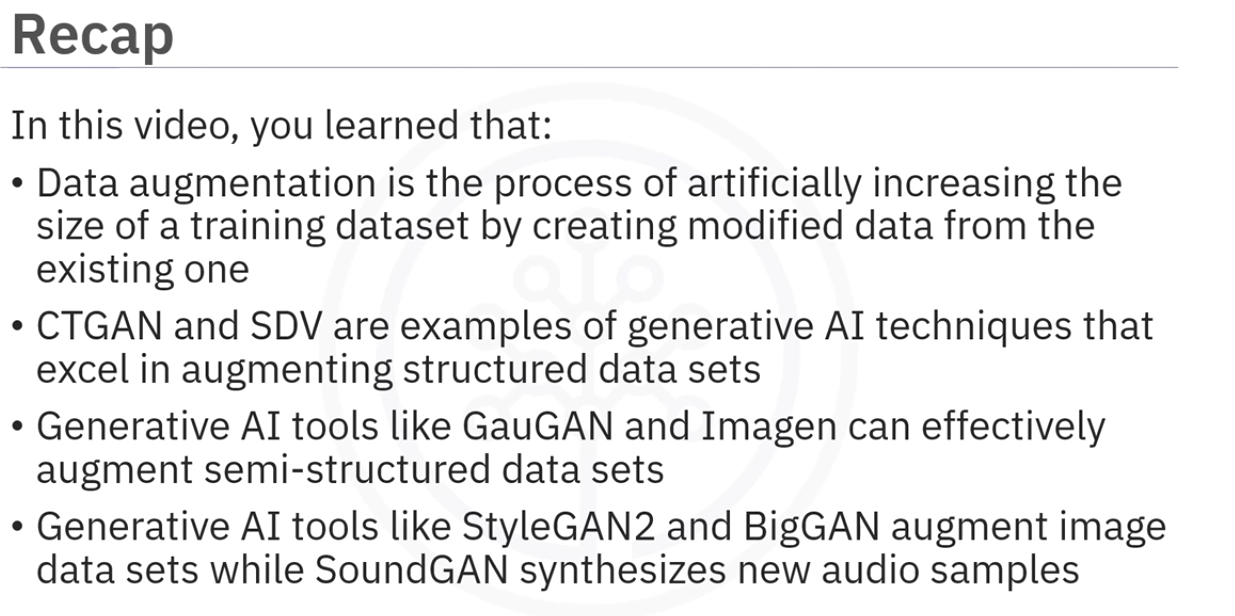 Recap
In this video, you learned that:
• Data augmentation is the process of artificially increasing the
size of a training dataset by creating modified data from the
existing one
• CTGAN and SDV are examples of generative AI techniques that
excel in augmenting structured data sets
• Generative AI tools like GauGAN and Imagen can effectively
augment semi-structured data sets
• Generative AI tools like StyleGAN2 and BigGAN augment image
data sets while SoundGAN synthesizes new audio samples